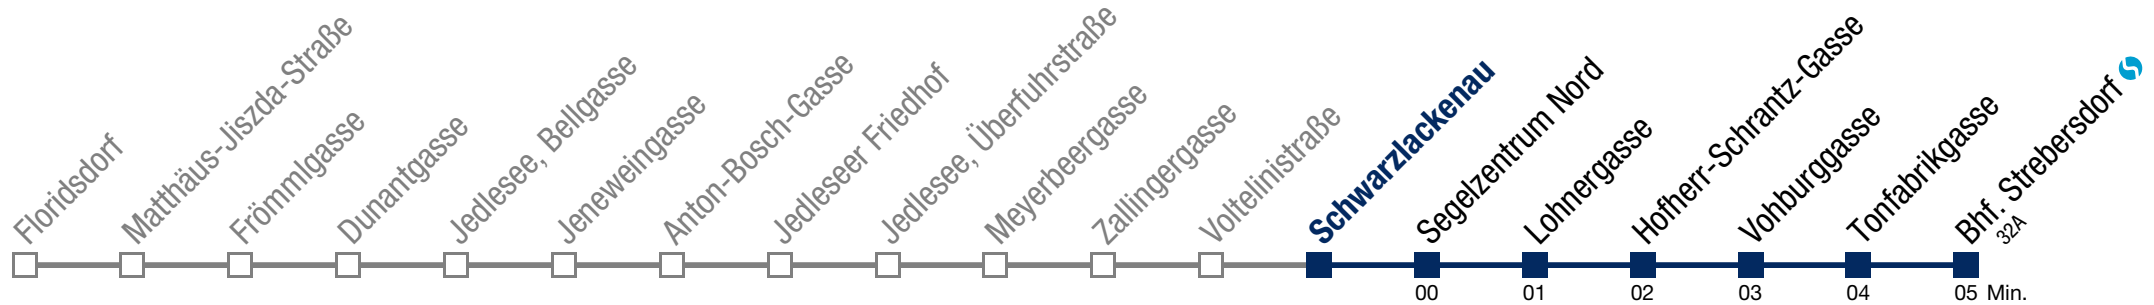 Floridsdorf
Matthäus-Jiszda-Straße
Frömmlgasse
Dunantgasse
Jedlesee, Bellgasse
Jeneweingasse
Anton-Bosch-Gasse
Jedleseer Friedhof
Jedlesee, Überfuhrstraße
Meyerbeergasse
Zallingergasse
Voltelinistraße
Schwarzlackenau
Segelzentrum Nord
Lohnergasse
Hofherr-Schrantz-Gasse
Vohburggasse
Tonfabrikgasse
Bhf. Strebersdorf
32A
00 01 02 03 04 05 Min.